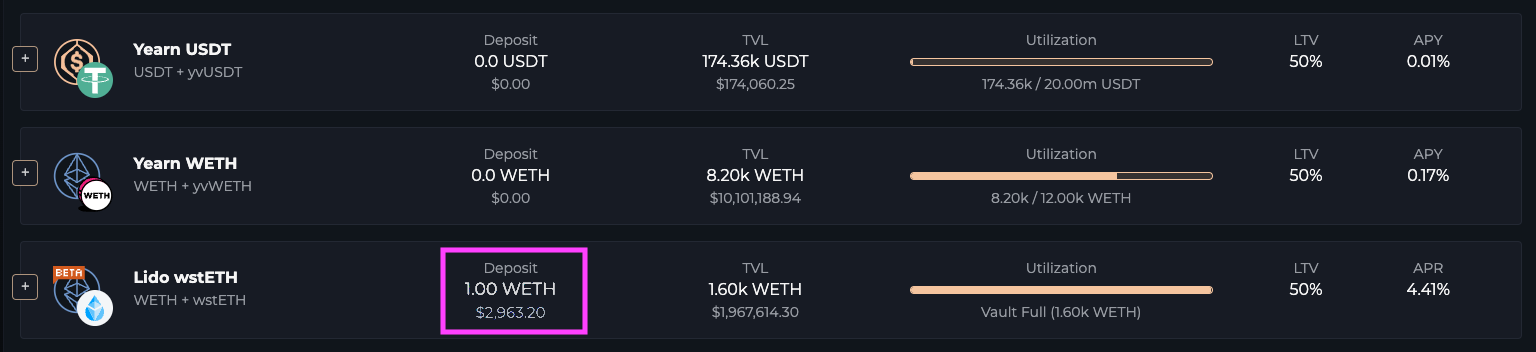 Deposit TVL Utilization LTV APY
+ Yearn USDT 0.0 USDT 174.36k USDT 50% 0.01%
USDT + yvUSDT $0.00 $174,060.25 174.36k / 20.00m USDT
Deposit TVL Utilization LTV APY
+ Yearn WETH 0.0 WETH 8.20k WETH 50% 0.17%
WETH
WETH + yvWETH $0.00 $10,101,188.94 8.20k / 12.00k WETH
BETA Deposit TVL Utilization LTV APR
+ Lido wstETH 1.00 WETH 1.60k WETH 50% 4.41%
WETH + wstETH $2,963.20 $1,967,614.30 Vault Full (1.60k WETH)